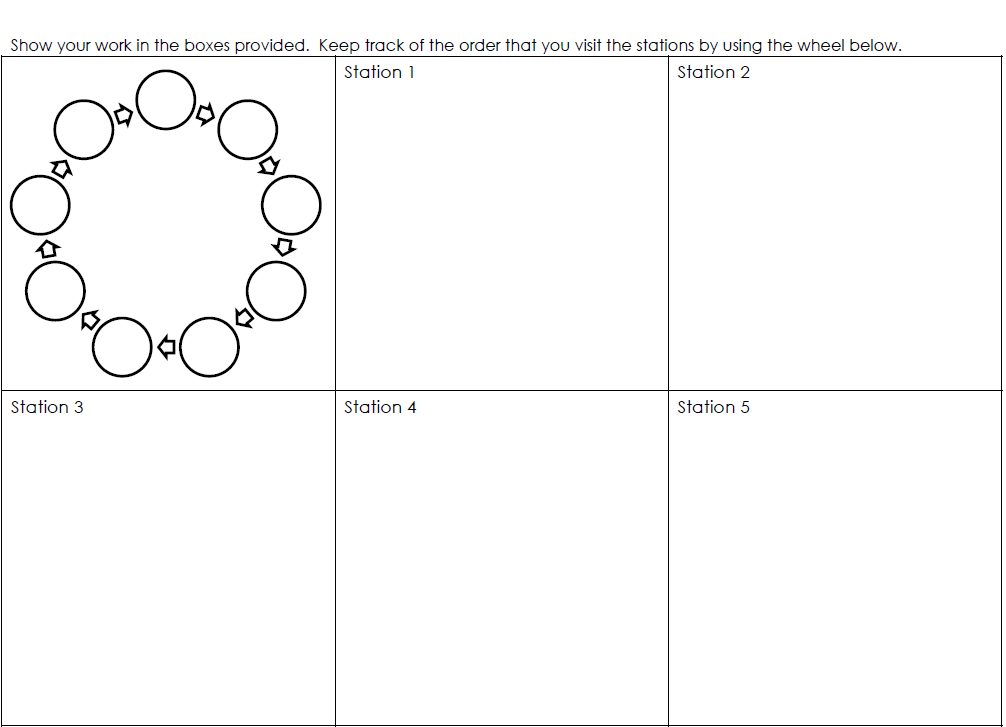 Show your work in the boxes provided.  Keep track of the order that you visit the stations by using the wheel below.
Station 1
Station 2
Station 3
Station 4
Station 5